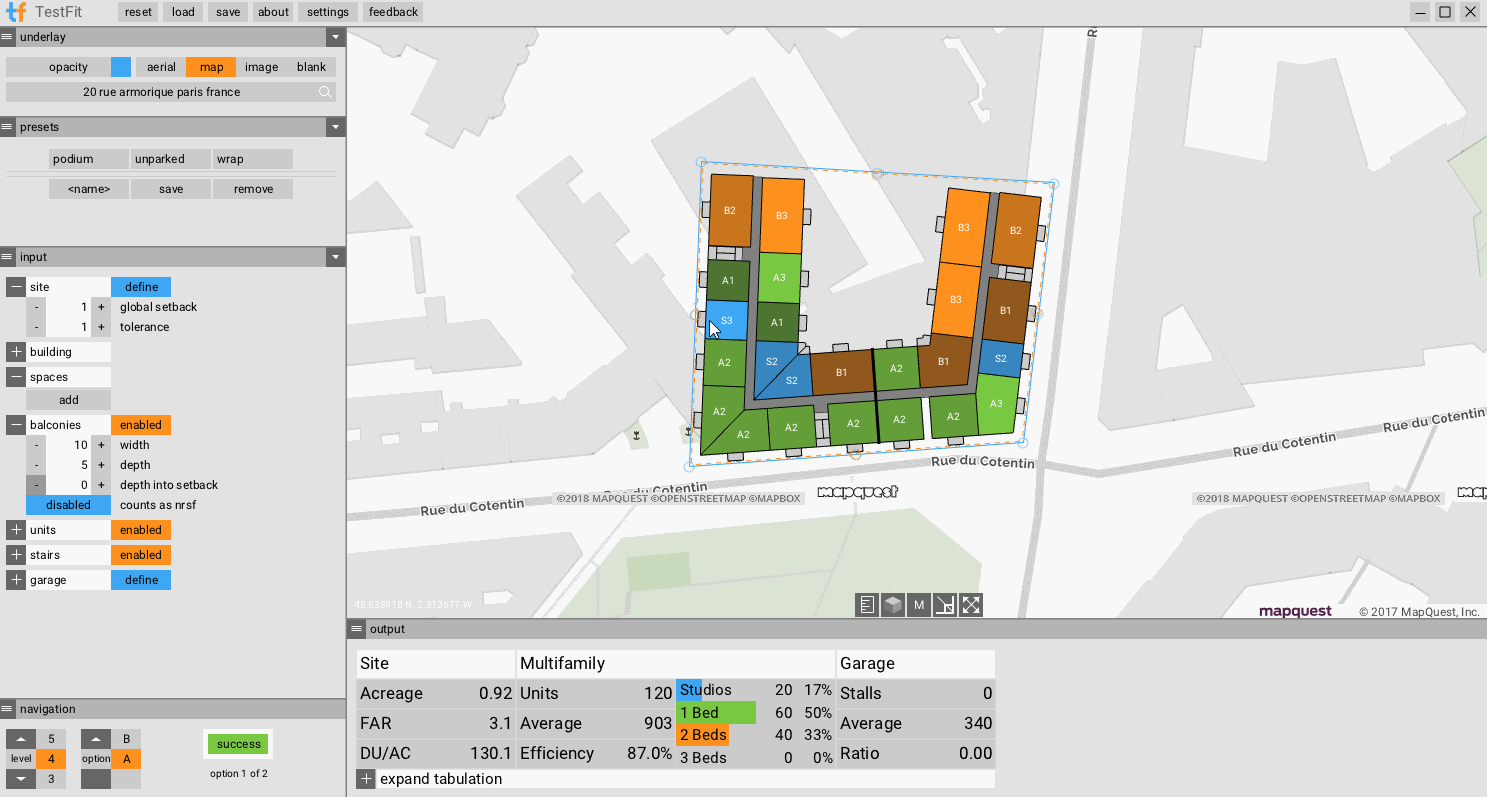 TestFit
reset load save about settings feedback
underlay
opacity aerial map image blank
20 rue armorique paris france
presets
podium unparked wrap
<name> save remove
input
site define
- 1 + global setback
- 1 + tolerance
+ building
spaces
add
balconies enabled
- 10 + width
- 5 + depth
- 0 + depth into setback
disabled counts as nrsf
+ units enabled
+ stairs enabled
+ garage define
navigation
5 B
level 4 option A
3
success
option 1 of 2
Rue du
B2 B3 B3 B2
A1 A3 B3 B1
S3 A1 S2
A2 S2 S2 B1 A2 B1 A3
A2 A2 A2 A2 A2 A2
Rue du Cotentin
Rue du Cotentin
Rue du Cotentin
Rue du Cotentin
Rue du Cotentin
©2018 MAPQUEST ©OPENSTREETMAP ©MAPBOX mapquest
©2018 MAPQUEST ©OPENSTREETMAP ©MAPBOX
48.838918 N, 2.313677 W
M
mapquest © 2017 MapQuest, Inc.
output
Site Multifamily Garage
Acreage 0.92 Units 120 Studios 20 17% Stalls 0
FAR 3.1 Average 903 1 Bed 60 50% Average 340
DU/AC 130.1 Efficiency 87.0% 2 Beds 40 33% Ratio 0.00
3 Beds 0 0%
+ expand tabulation